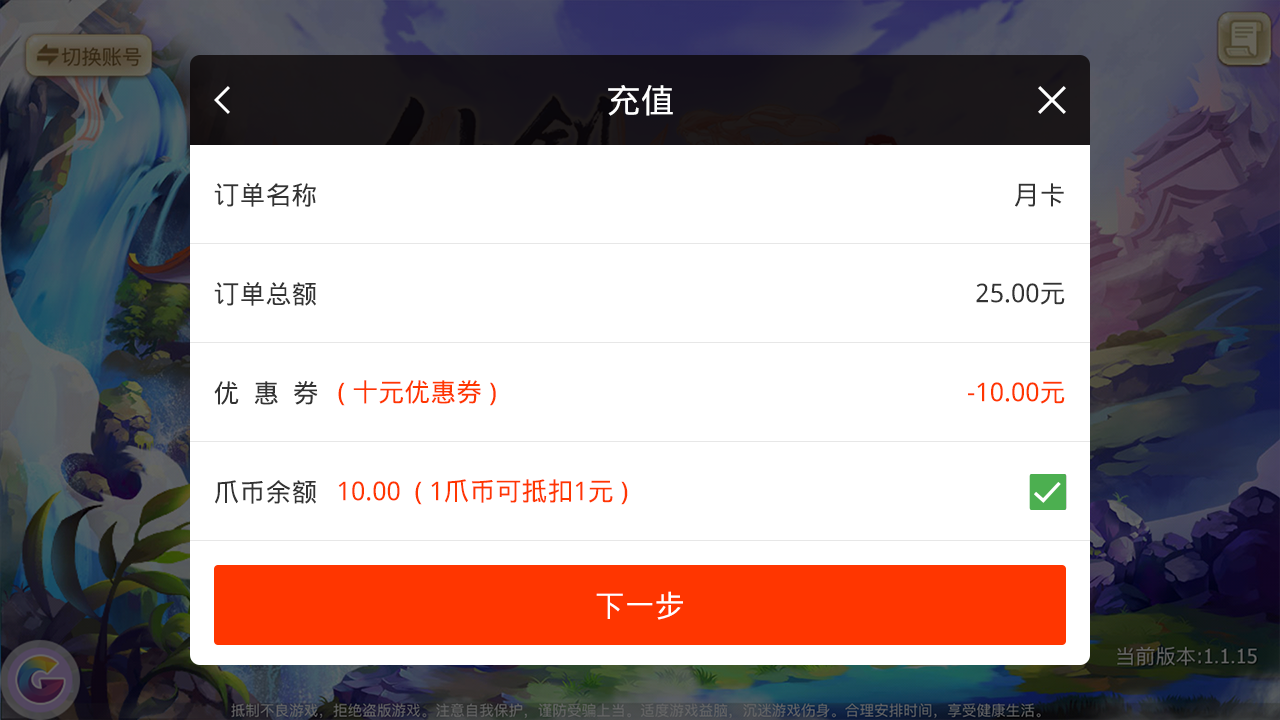 切换账号
充值
订单名称 月卡
订单总额 25.00元
优 惠 券 ( 十元优惠券 ) -10.00元
爪币余额 10.00 ( 1爪币可抵扣1元 )
下一步
当前版本:1.1.15
抵制不良游戏，拒绝盗版游戏。注意自我保护，谨防受骗上当。适度游戏益脑，沉迷游戏伤身。合理安排时间，享受健康生活。